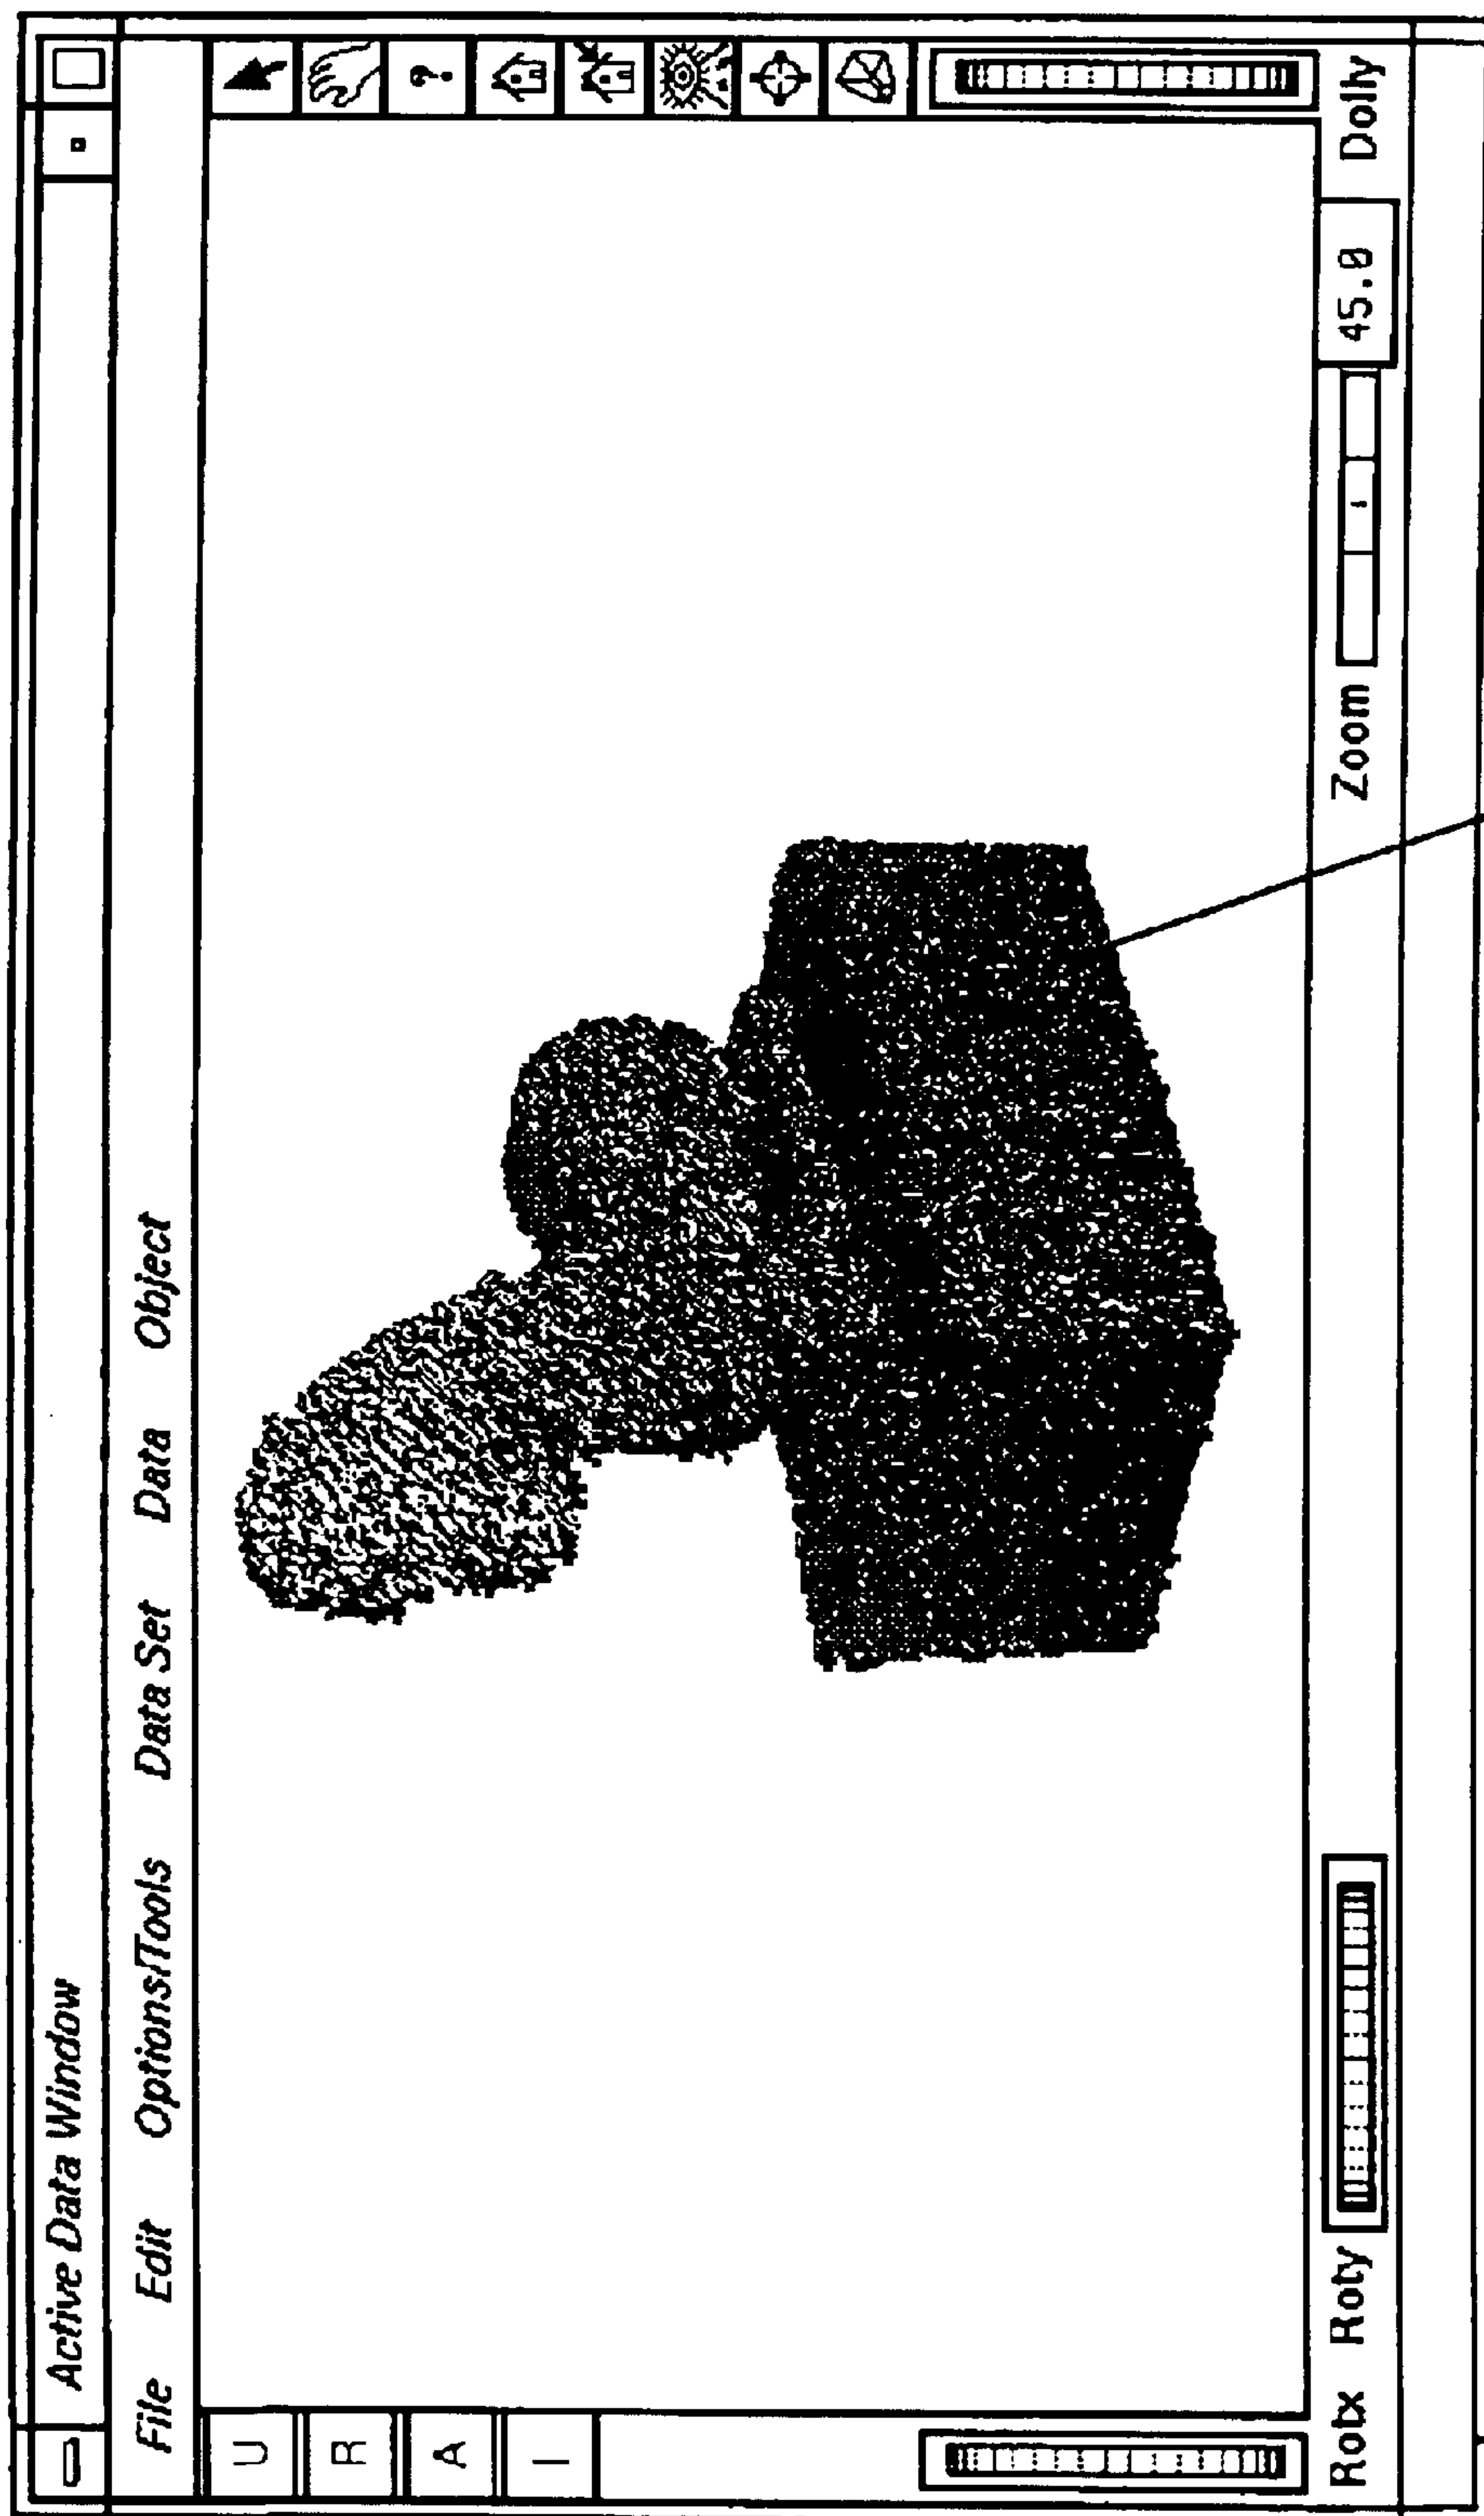 Active Data Window
File Edit Options/Tools Data Set Data Object
U
R
A
I
Rotx Roty Zoom 45.0 Dolly